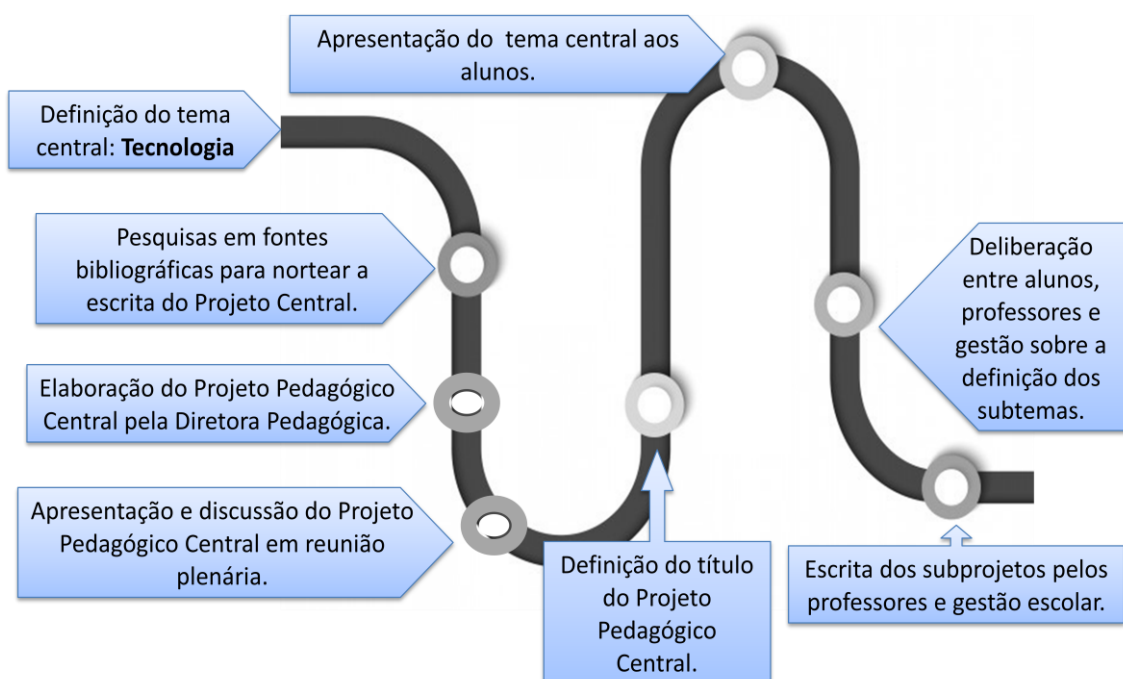 Definição do tema
central: Tecnologia
Pesquisas em fontes
bibliográficas para nortear a
escrita do Projeto Central.
Elaboração do Projeto Pedagógico
Central pela Diretora Pedagógica.
Apresentação e discussão do Projeto
Pedagógico Central em reunião
plenária.
Definição do título
do Projeto
Pedagógico
Central.
Apresentação do tema central aos
alunos.
Deliberação
entre alunos,
professores e
gestão sobre a
definição dos
subtemas.
Escrita dos subprojetos pelos
professores e gestão escolar.